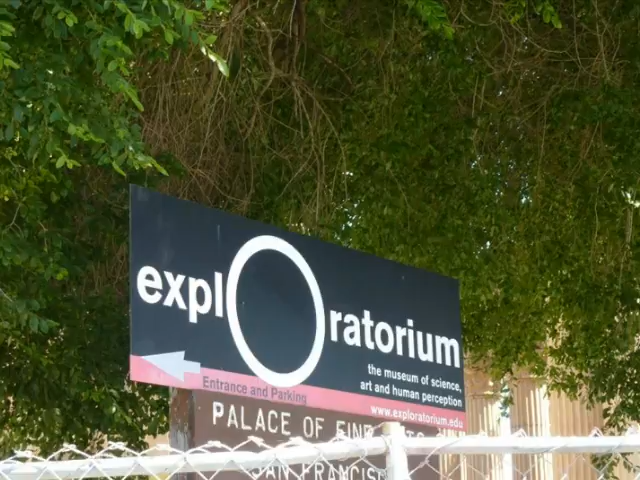 explOratorium
the museum of science,
art and human perception
Entrance and Parking
www.exploratorium.edu
PALACE OF FINE
SAN FRANCISCO